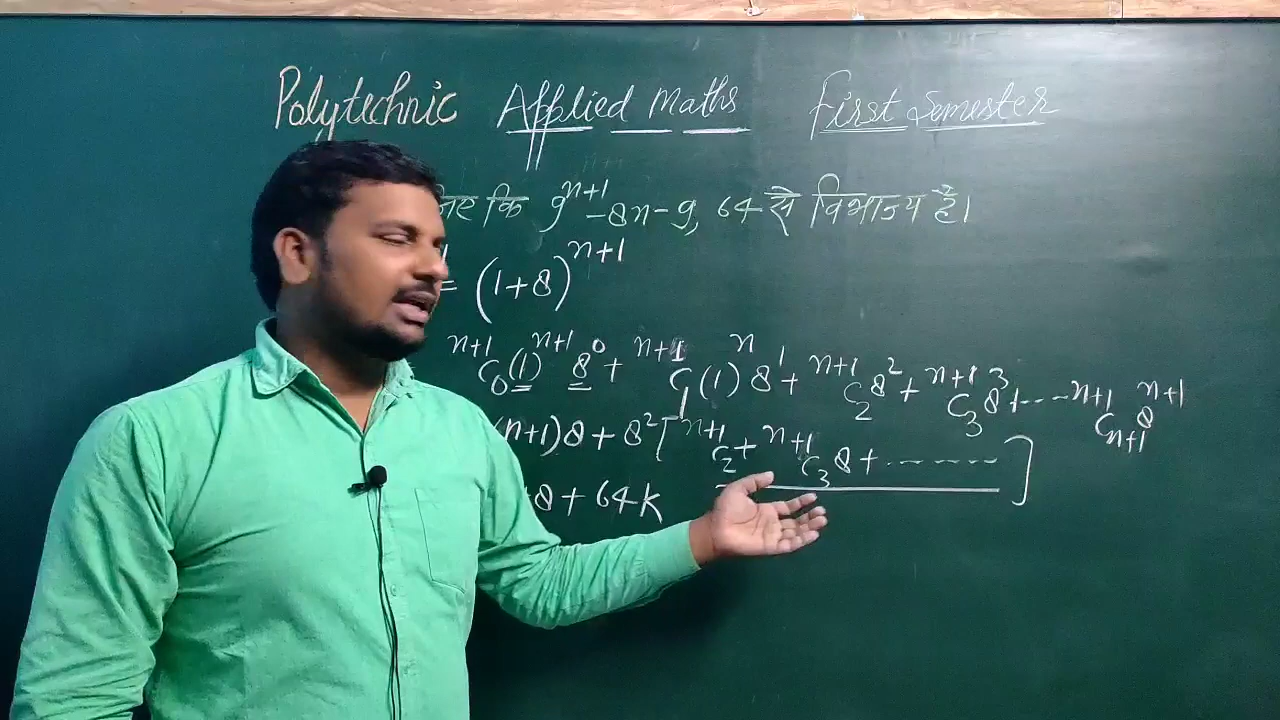 Polytechnic Applied Maths First Semester
कि 9^{n+1} - 8n - 9, 64 से विभाज्य है।
= (1+8)^{n+1}
^{n+1}C_0 (1)^{n+1} 8^0 + ^{n+1}C_1 (1)^n 8^1 + ^{n+1}C_2 8^2 + ^{n+1}C_3 8^3 + --- ^{n+1}C_{n+1} 8^{n+1}
(n+1)8 + 8^2 [ ^{n+1}C_2 + ^{n+1}C_3 8 + ------- ]
+8 + 64k